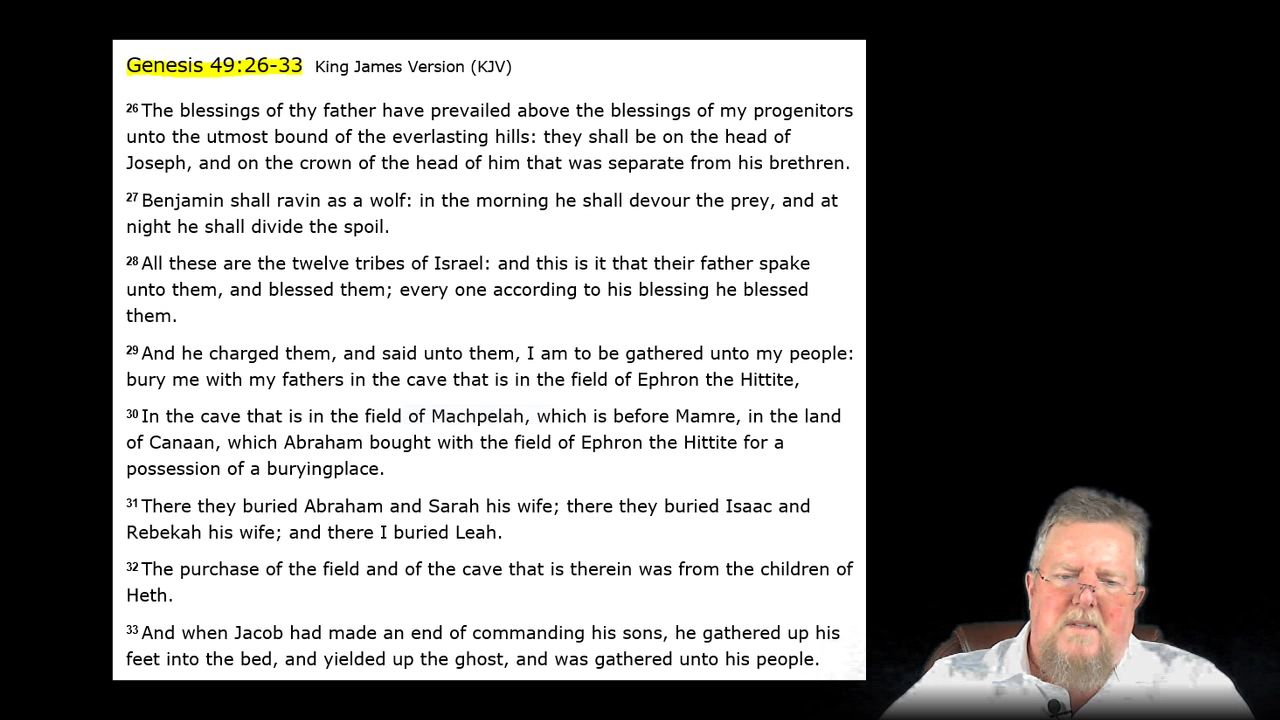 Genesis 49:26-33 King James Version (KJV)
26 The blessings of thy father have prevailed above the blessings of my progenitors
unto the utmost bound of the everlasting hills: they shall be on the head of
Joseph, and on the crown of the head of him that was separate from his brethren.
27 Benjamin shall ravin as a wolf: in the morning he shall devour the prey, and at
night he shall divide the spoil.
28 All these are the twelve tribes of Israel: and this is it that their father spake
unto them, and blessed them; every one according to his blessing he blessed
them.
29 And he charged them, and said unto them, I am to be gathered unto my people:
bury me with my fathers in the cave that is in the field of Ephron the Hittite,
30 In the cave that is in the field of Machpelah, which is before Mamre, in the land
of Canaan, which Abraham bought with the field of Ephron the Hittite for a
possession of a buryingplace.
31 There they buried Abraham and Sarah his wife; there they buried Isaac and
Rebekah his wife; and there I buried Leah.
32 The purchase of the field and of the cave that is therein was from the children of
Heth.
33 And when Jacob had made an end of commanding his sons, he gathered up his
feet into the bed, and yielded up the ghost, and was gathered unto his people.